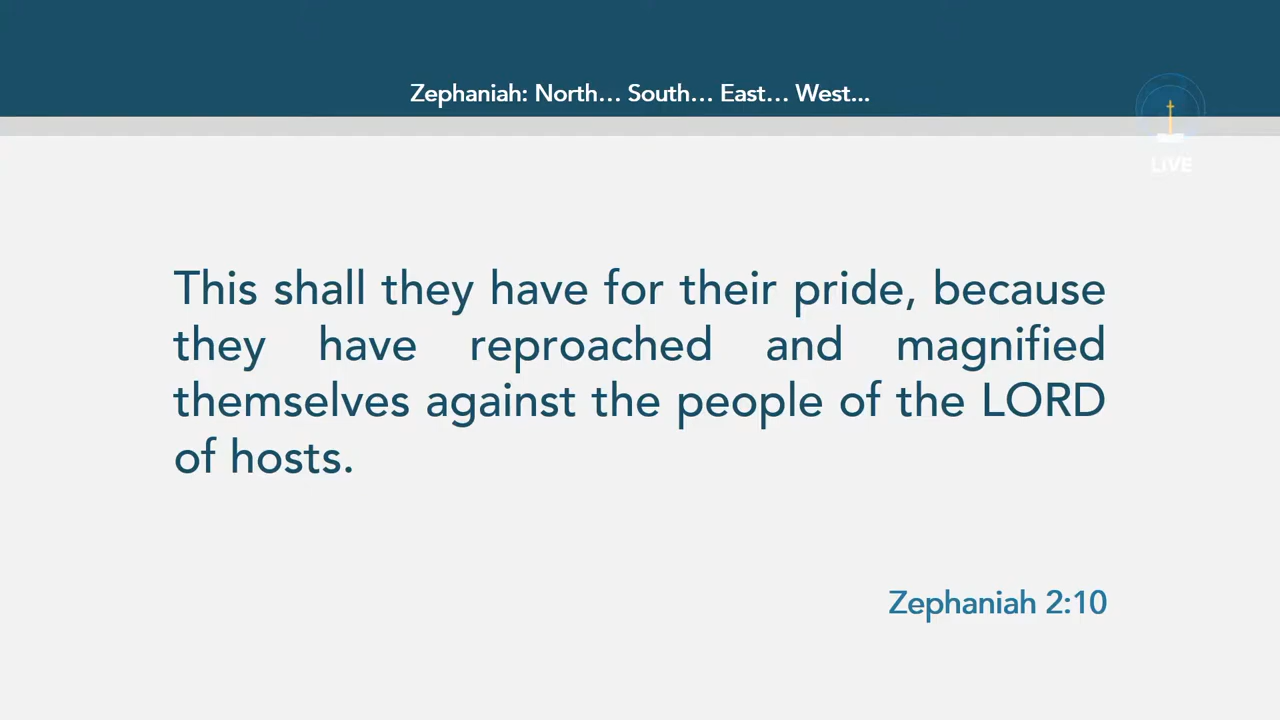 Zephaniah: North... South... East... West...
LIVE
This shall they have for their pride, because
they have reproached and magnified
themselves against the people of the LORD
of hosts.
Zephaniah 2:10